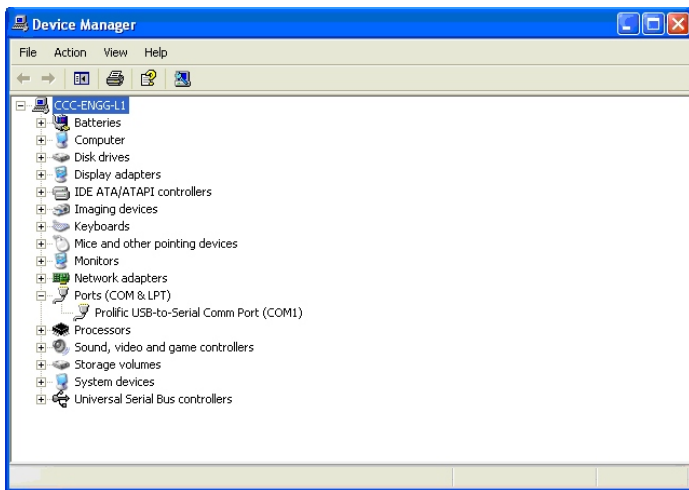 Device Manager
File Action View Help
CCC-ENGG-L1
Batteries
Computer
Disk drives
Display adapters
IDE ATA/ATAPI controllers
Imaging devices
Keyboards
Mice and other pointing devices
Monitors
Network adapters
Ports (COM & LPT)
Prolific USB-to-Serial Comm Port (COM1)
Processors
Sound, video and game controllers
Storage volumes
System devices
Universal Serial Bus controllers